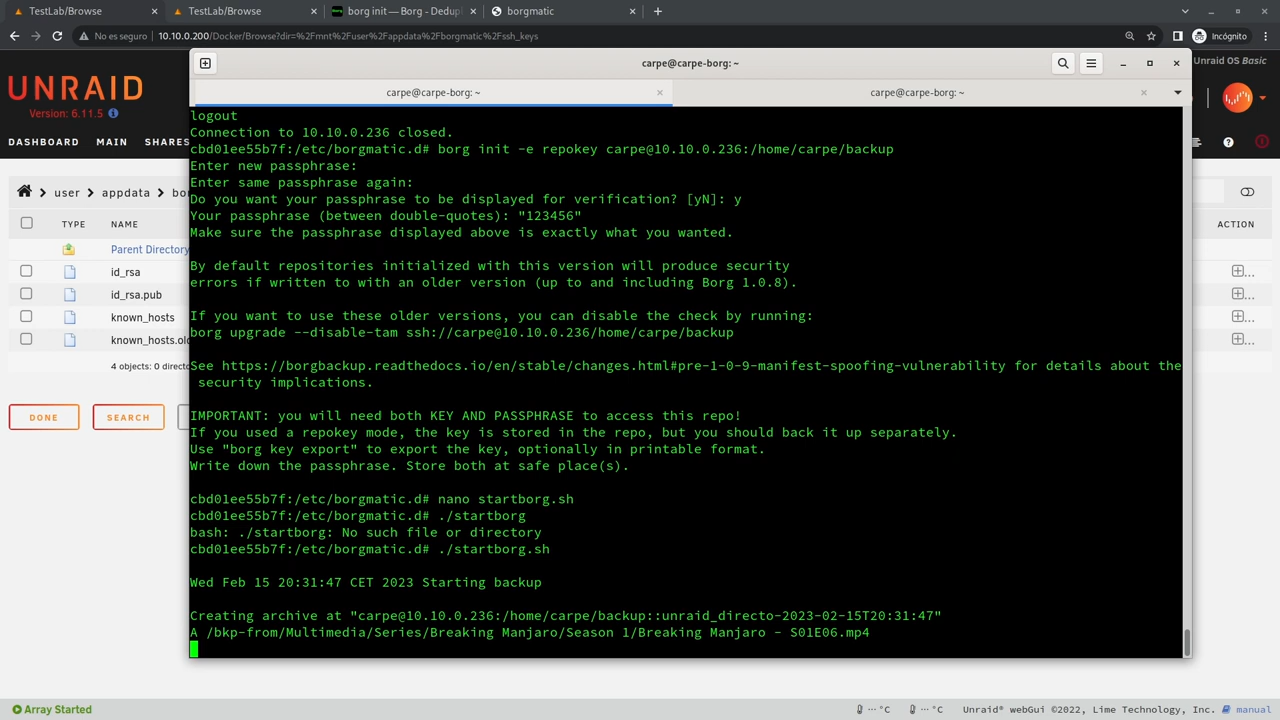 TestLab/Browse
TestLab/Browse
borg init — Borg - Dedupl
borgmatic
No es seguro
10.10.0.200/Docker/Browse?dir=%2Fmnt%2Fuser%2Fappdata%2Fborgmatic%2Fssh_keys
Incógnito
UNRAID
Version: 6.11.5
Unraid OS Basic
DASHBOARD MAIN SHARES
user appdata bo
TYPE NAME
ACTION
Parent Directory
id_rsa
id_rsa.pub
known_hosts
known_hosts.old
4 objects: 0 directo
DONE
SEARCH
carpe@carpe-borg: ~
carpe@carpe-borg: ~
carpe@carpe-borg: ~
logout
Connection to 10.10.0.236 closed.
cbd01ee55b7f:/etc/borgmatic.d# borg init -e repokey carpe@10.10.0.236:/home/carpe/backup
Enter new passphrase:
Enter same passphrase again:
Do you want your passphrase to be displayed for verification? [yN]: y
Your passphrase (between double-quotes): "123456"
Make sure the passphrase displayed above is exactly what you wanted.
By default repositories initialized with this version will produce security
errors if written to with an older version (up to and including Borg 1.0.8).
If you want to use these older versions, you can disable the check by running:
borg upgrade --disable-tam ssh://carpe@10.10.0.236/home/carpe/backup
See https://borgbackup.readthedocs.io/en/stable/changes.html#pre-1-0-9-manifest-spoofing-vulnerability for details about the
security implications.
IMPORTANT: you will need both KEY AND PASSPHRASE to access this repo!
If you used a repokey mode, the key is stored in the repo, but you should back it up separately.
Use "borg key export" to export the key, optionally in printable format.
Write down the passphrase. Store both at safe place(s).
cbd01ee55b7f:/etc/borgmatic.d# nano startborg.sh
cbd01ee55b7f:/etc/borgmatic.d# ./startborg
bash: ./startborg: No such file or directory
cbd01ee55b7f:/etc/borgmatic.d# ./startborg.sh
Wed Feb 15 20:31:47 CET 2023 Starting backup
Creating archive at "carpe@10.10.0.236:/home/carpe/backup::unraid_directo-2023-02-15T20:31:47"
A /bkp-from/Multimedia/Series/Breaking Manjaro/Season 1/Breaking Manjaro - S01E06.mp4
Array Started
··· °C ··· °C Unraid® webGui ©2022, Lime Technology, Inc. manual